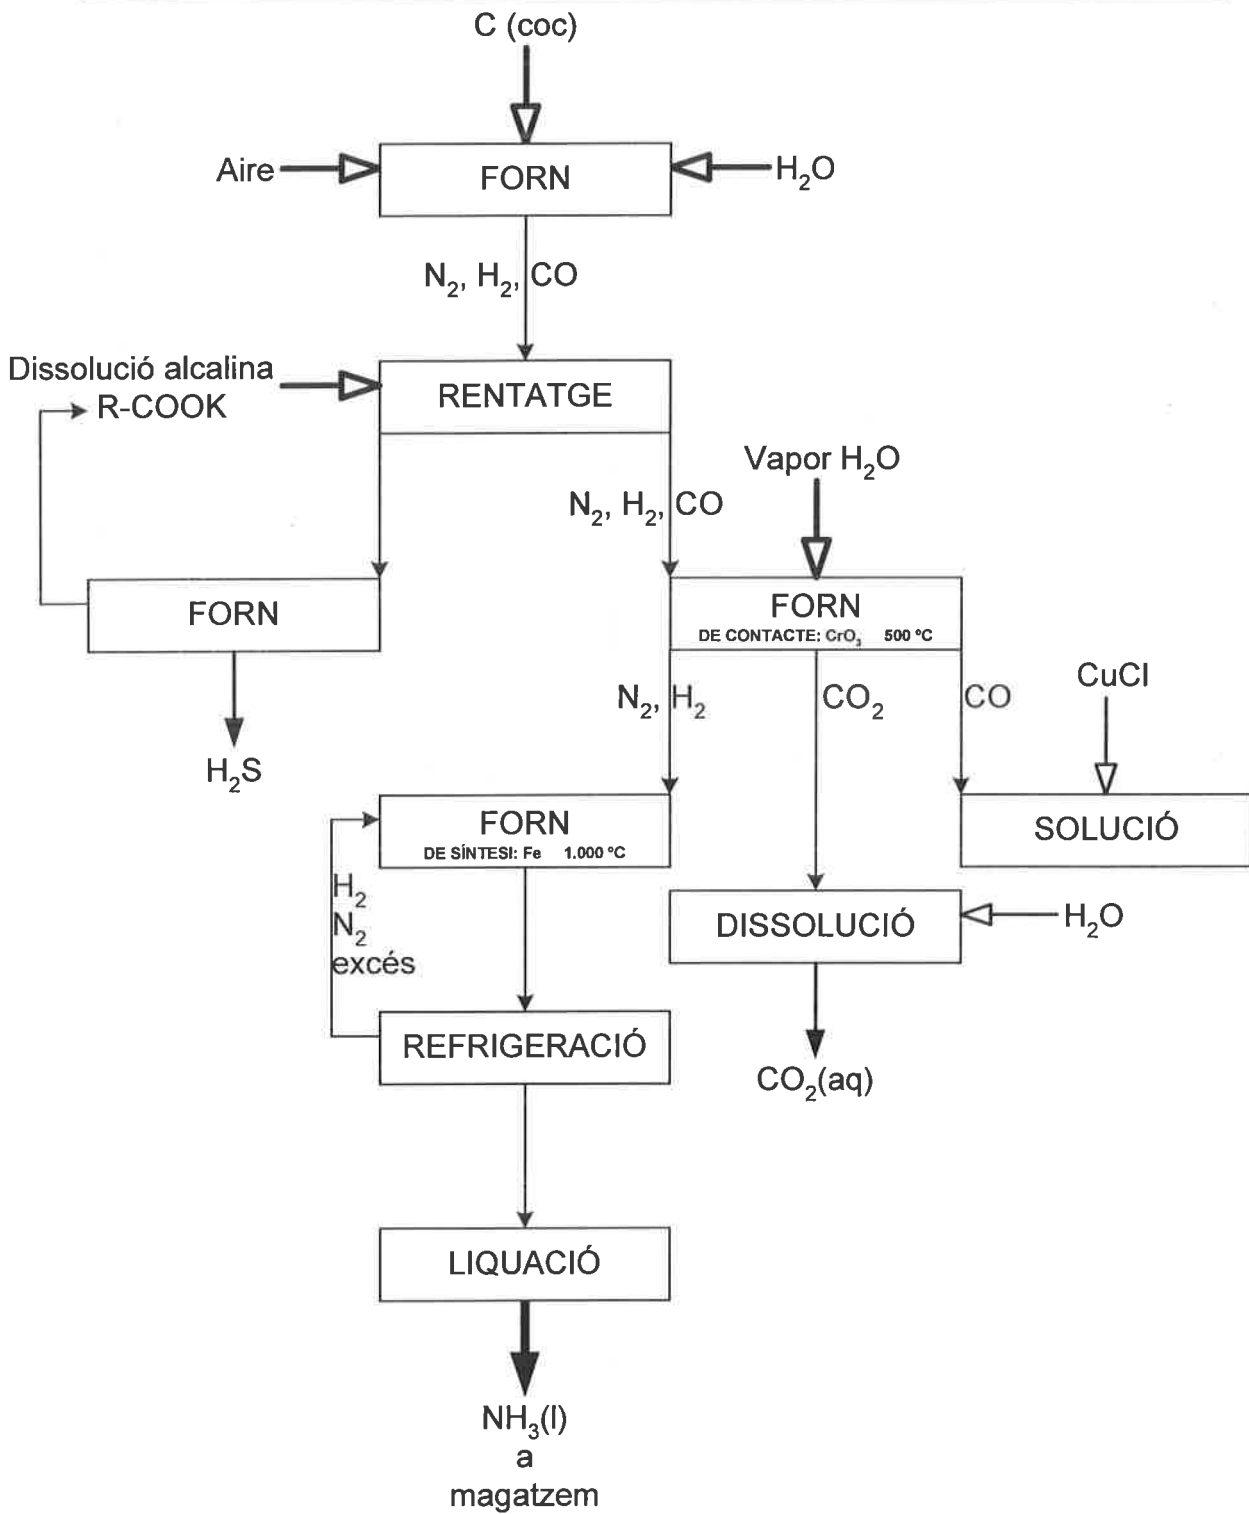 C (coc)
Aire
FORN
H₂O
N₂, H₂, CO
Dissolució alcalina
R-COOK
RENTATGE
Vapor H₂O
N₂, H₂, CO
FORN
FORN
DE CONTACTE: CrO₃ 500 ºC
H₂S
N₂, H₂
CO₂
CO
CuCl
FORN
DE SÍNTESI: Fe 1.000 ºC
SOLUCIÓ
H₂
N₂
excés
DISSOLUCIÓ
H₂O
REFRIGERACIÓ
CO₂(aq)
LIQUACIÓ
NH₃(l)
a
magatzem